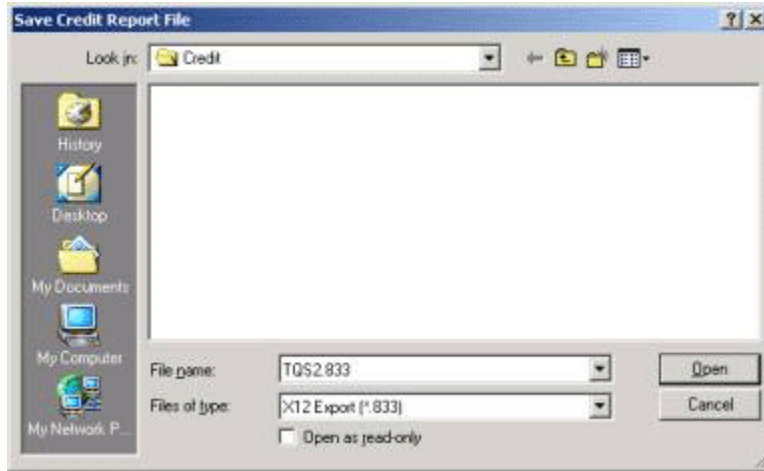 Save Credit Report File
Look in: Credit
History
Desktop
My Documents
My Computer
My Network P...
File name: TQS2.833 Open
Files of type: X12 Export (*.833) Cancel
Open as read-only